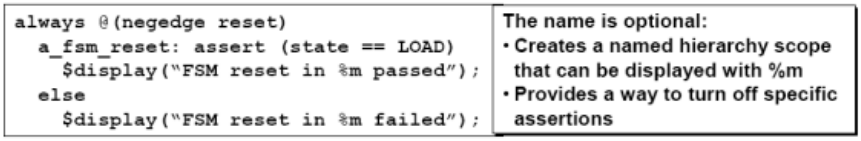 always @(negedge reset)
a_fsm_reset: assert (state == LOAD)
$display(“FSM reset in %m passed”);
else
$display(“FSM reset in %m failed”);
The name is optional:
• Creates a named hierarchy scope
that can be displayed with %m
• Provides a way to turn off specific
assertions